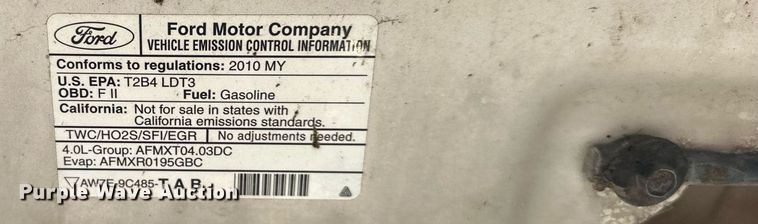 Ford
Ford Motor Company
VEHICLE EMISSION CONTROL INFORMATION
Conforms to regulations: 2010 MY
U.S. EPA: T2B4 LDT3
OBD: F II Fuel: Gasoline
California: Not for sale in states with
California emissions standards.
TWC/HO2S/SFI/EGR No adjustments needed.
4.0L-Group: AFMXT04.03DC
Evap: AFMXR0195GBC
AW7E-9C485-T A B
Purple Wave Auction